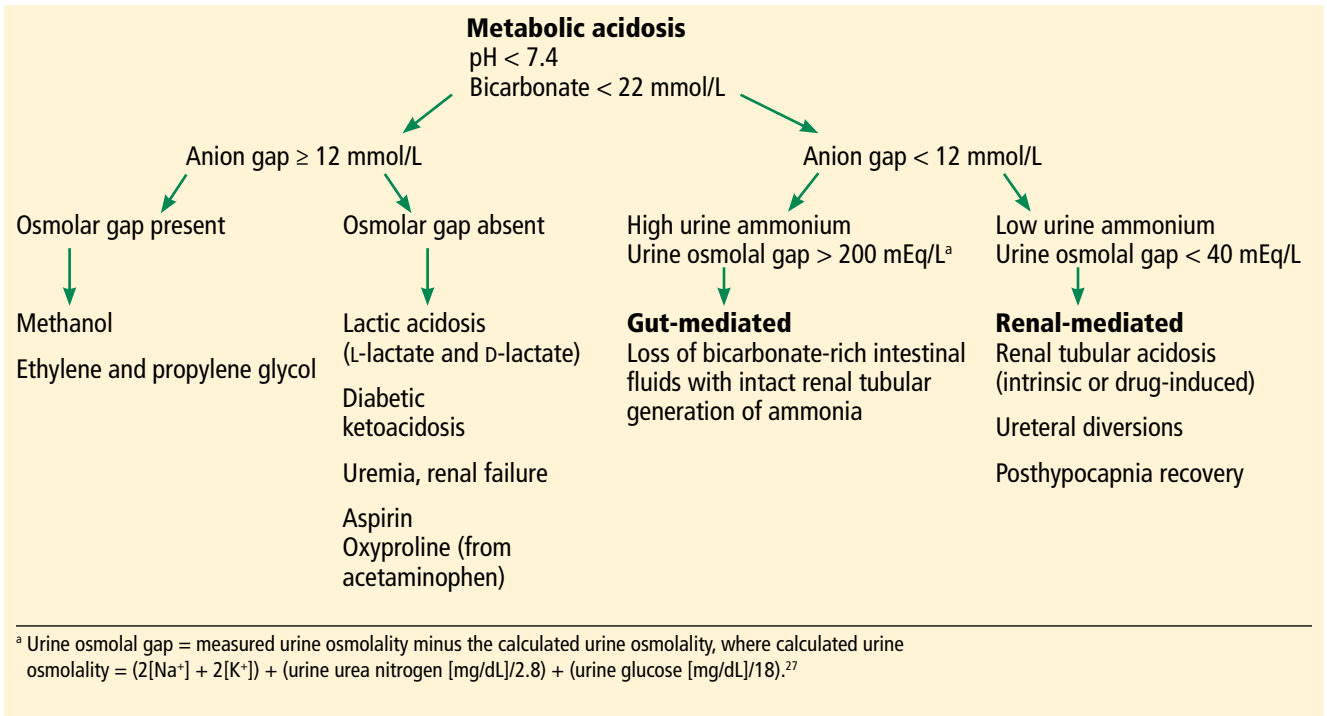 Metabolic acidosis
pH < 7.4
Bicarbonate < 22 mmol/L
Anion gap ≥ 12 mmol/L
Anion gap < 12 mmol/L
Osmolar gap present
Osmolar gap absent
High urine ammonium
Urine osmolal gap > 200 mEq/Lᵃ
Low urine ammonium
Urine osmolal gap < 40 mEq/L
Methanol
Ethylene and propylene glycol
Lactic acidosis
(L-lactate and D-lactate)
Diabetic
ketoacidosis
Uremia, renal failure
Aspirin
Oxyproline (from
acetaminophen)
Gut-mediated
Loss of bicarbonate-rich intestinal
fluids with intact renal tubular
generation of ammonia
Renal-mediated
Renal tubular acidosis
(intrinsic or drug-induced)
Ureteral diversions
Posthypocapnia recovery
ᵃ Urine osmolal gap = measured urine osmolality minus the calculated urine osmolality, where calculated urine
osmolality = (2[Na⁺] + 2[K⁺]) + (urine urea nitrogen [mg/dL]/2.8) + (urine glucose [mg/dL]/18).²⁷